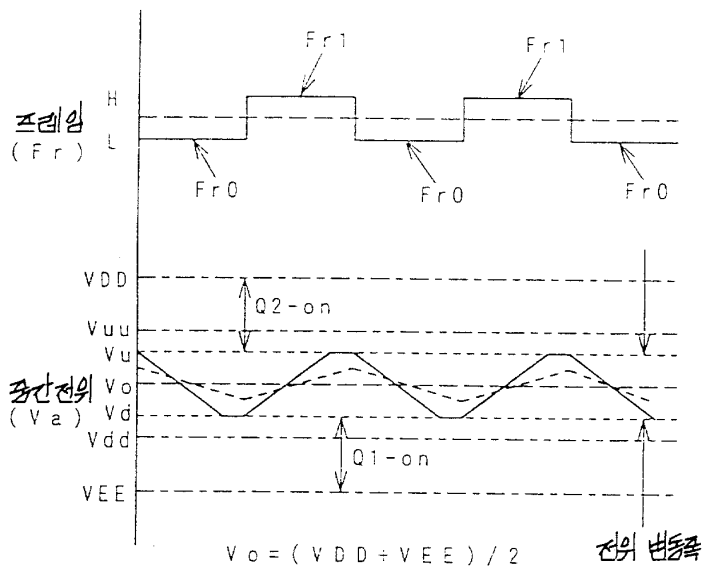 Fr1 Fr1
H
프레임
(Fr) L
Fr0 Fr0 Fr0
VDD
Q2-on
Vuu
Vu
중간전위 Vo
(Va) Vd
Vdd
Q1-on
VEE
Vo=(VDD+VEE)/2
전위 변동폭